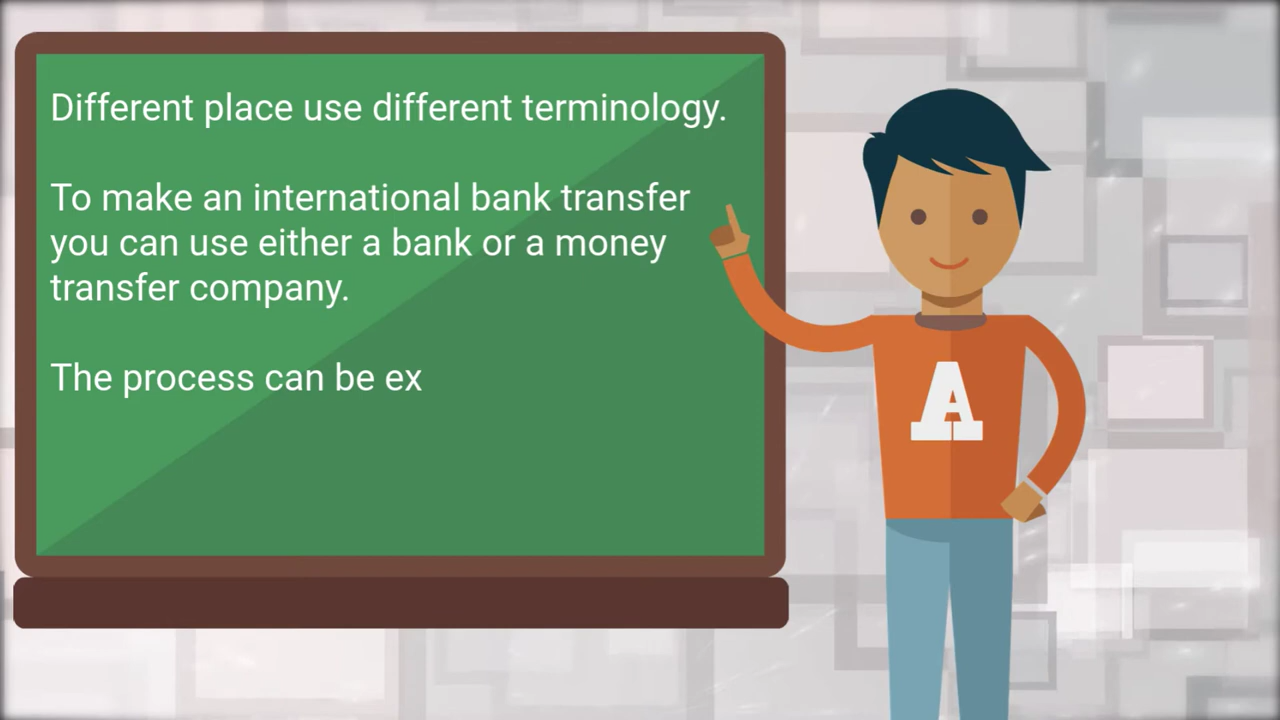 Different place use different terminology.
To make an international bank transfer
you can use either a bank or a money
transfer company.
The process can be ex
A